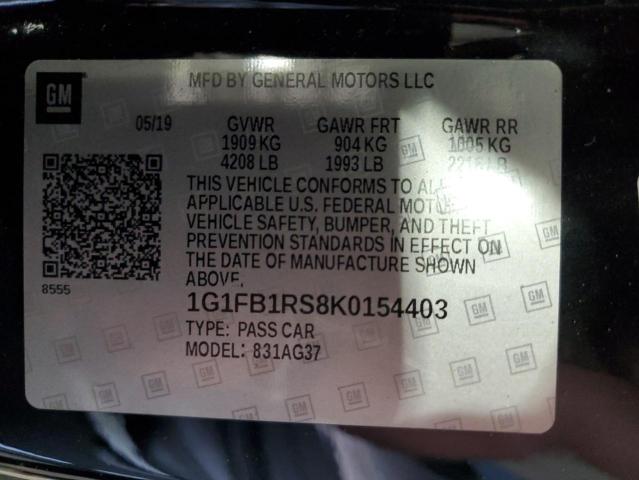 GM
MFD BY GENERAL MOTORS LLC
05/19 GVWR GAWR FRT GAWR RR
1909 KG 904 KG 1005 KG
4208 LB 1993 LB 2216 LB
THIS VEHICLE CONFORMS TO ALL
APPLICABLE U.S. FEDERAL MOTOR
VEHICLE SAFETY, BUMPER, AND THEFT
PREVENTION STANDARDS IN EFFECT ON
THE DATE OF MANUFACTURE SHOWN
ABOVE.
8555
1G1FB1RS8K0154403
TYPE: PASS CAR
MODEL: 831AG37